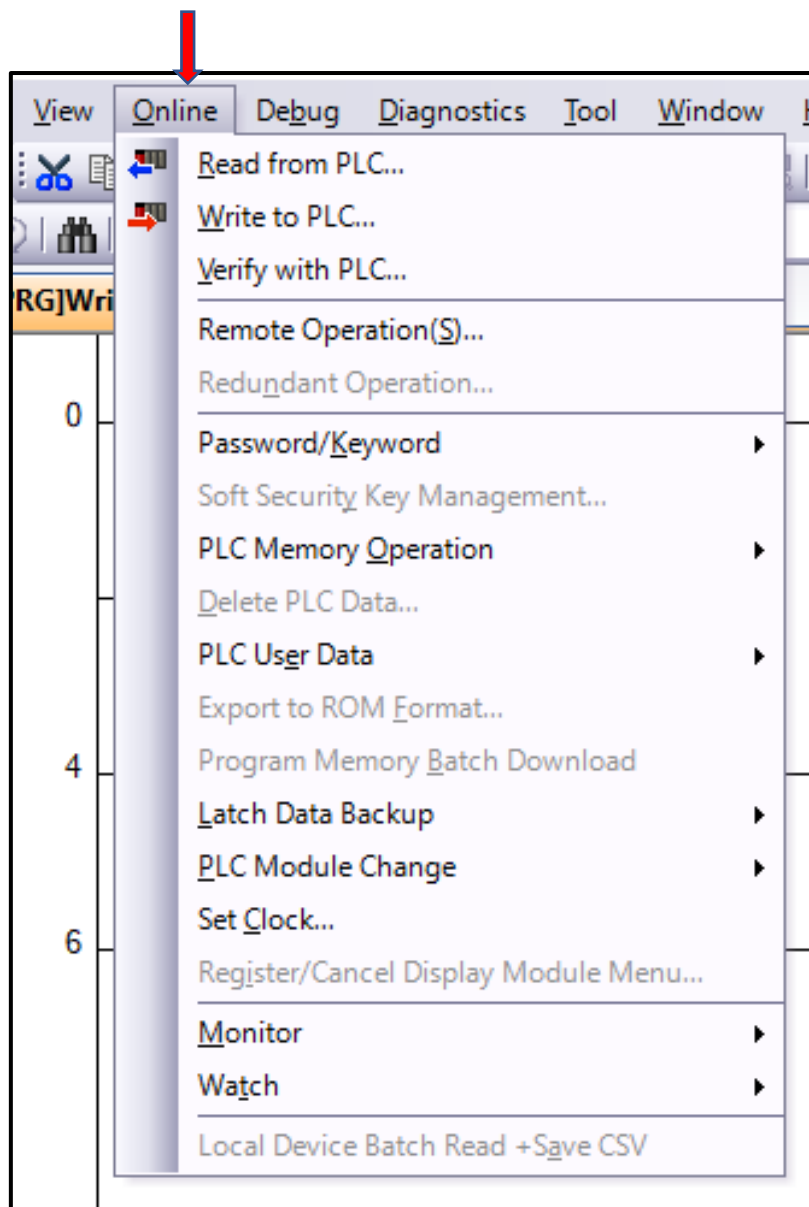 View Online Debug Diagnostics Tool Window
Read from PLC...
Write to PLC...
Verify with PLC...
RG]Wri
Remote Operation(S)...
Redundant Operation...
0
Password/Keyword
Soft Security Key Management...
PLC Memory Operation
Delete PLC Data...
PLC User Data
Export to ROM Format...
4 Program Memory Batch Download
Latch Data Backup
PLC Module Change
Set Clock...
6
Register/Cancel Display Module Menu...
Monitor
Watch
Local Device Batch Read +Save CSV